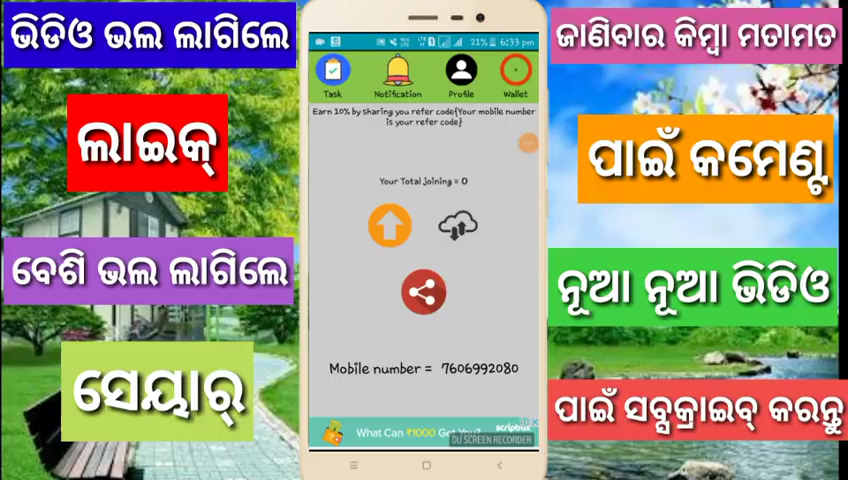 ଭିଡିଓ ଭଲ ଲାଗିଲେ
ଲାଇକ୍
ବେଶି ଭଲ ଲାଗିଲେ
ସେୟାର୍
21% 6:33 pm
Task Notification Profile Wallet
Earn 10% by sharing you refer code{Your mobile number
is your refer code}
Your Total joining = 0
Mobile number = 7606992080
What Can ₹1000 Get You?
scripbox
DU SCREEN RECORDER
ଜାଣିବାର କିମ୍ବା ମତାମତ
ପାଇଁ କମେଣ୍ଟ
ନୂଆ ନୂଆ ଭିଡିଓ
ପାଇଁ ସବ୍ସକ୍ରାଇବ୍ କରନ୍ତୁ